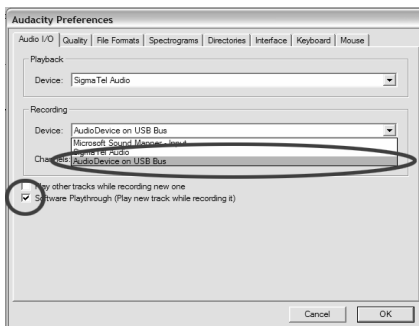 Audacity Preferences
Audio I/O Quality File Formats Spectrograms Directories Interface Keyboard Mouse
Playback
Device: SigmaTel Audio
Recording
Device: AudioDevice on USB Bus
Microsoft Sound Mapper - Input
SigmaTel Audio
Channels: AudioDevice on USB Bus
Play other tracks while recording new one
Software Playthrough (Play new track while recording it)
Cancel OK